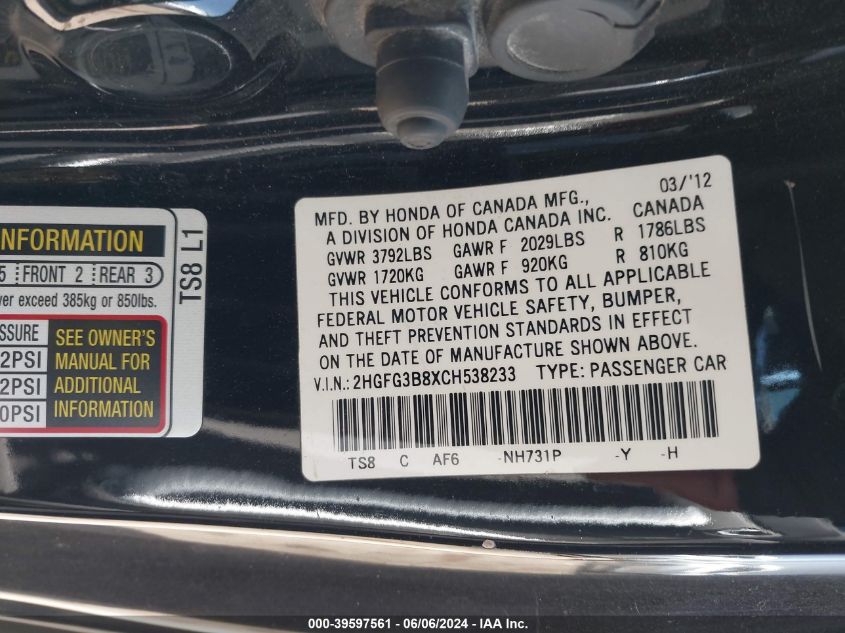 INFORMATION
5 FRONT 2 REAR 3
ver exceed 385kg or 850lbs.
SSURE
2PSI
2PSI
0PSI
SEE OWNER'S
MANUAL FOR
ADDITIONAL
INFORMATION
TS8 L1
03/'12
MFD. BY HONDA OF CANADA MFG.,
A DIVISION OF HONDA CANADA INC. CANADA
GVWR 3792LBS GAWR F 2029LBS R 1786LBS
GVWR 1720KG GAWR F 920KG R 810KG
THIS VEHICLE CONFORMS TO ALL APPLICABLE
FEDERAL MOTOR VEHICLE SAFETY, BUMPER,
AND THEFT PREVENTION STANDARDS IN EFFECT
ON THE DATE OF MANUFACTURE SHOWN ABOVE.
V.I.N.: 2HGFG3B8XCH538233 TYPE: PASSENGER CAR
TS8 C AF6 -NH731P -Y -H
000-39597561 - 06/06/2024 - IAA Inc.